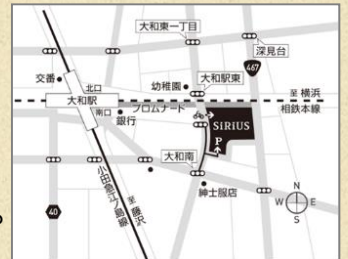 大和東一丁目
深見台
467
交番
北口
幼稚園
大和駅東
至 横浜
大和駅
プロムナード
相鉄本線
南口
銀行
SiRiUS
P
大和南
小田急江ノ島線
至 藤沢
紳士服店
40
N
W
E
S